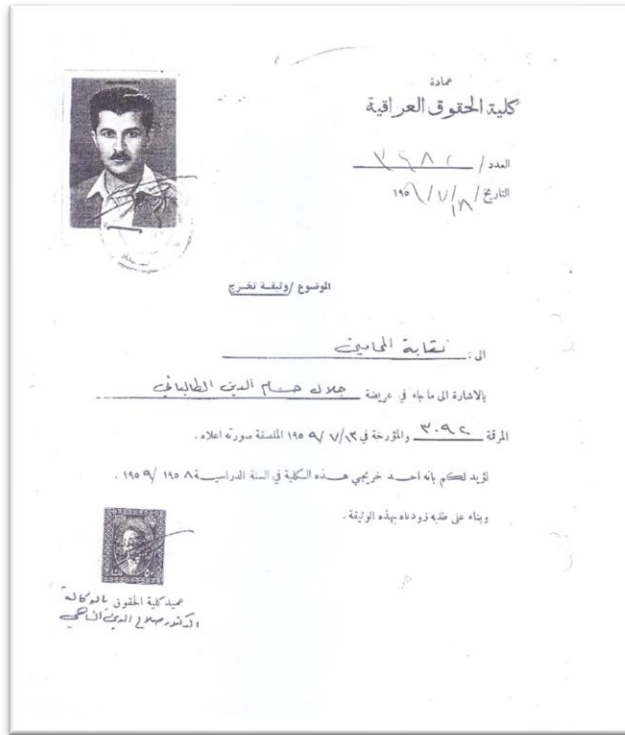 عمادة
كلية الحقوق العراقية
العدد / ٣٩٨٢
التاريخ / ١٨ / ٧ / ١٩٥٩
الموضوع / وثيقة تخرج
الى : نقابة المحامين
بالاشارة الى ما جاء في عريضة جلال حسام الدين الطالباني
المرقة ٣٠٩٢ والمؤرخة في ١٣ / ٧ / ١٩٥٩ الملصقة صورته اعلاه .
نؤيد لكم بانه احد خريجي هذه الكلية في السنة الدراسية ١٩٥٨ / ١٩٥٩ .
وبناء على طلبه زودناه بهذه الوثيقة .
عميد كلية الحقوق بالوكالة
الدكتور صلاح الدين الناهي